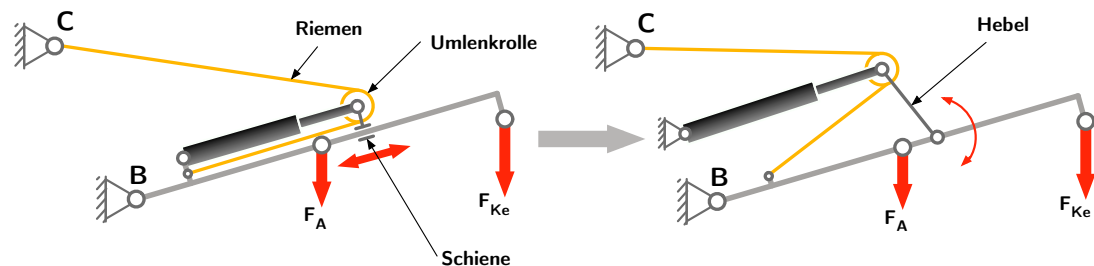 C
Riemen
Umlenkrolle
B
F_A
F_Ke
Schiene
C
Hebel
B
F_A
F_Ke